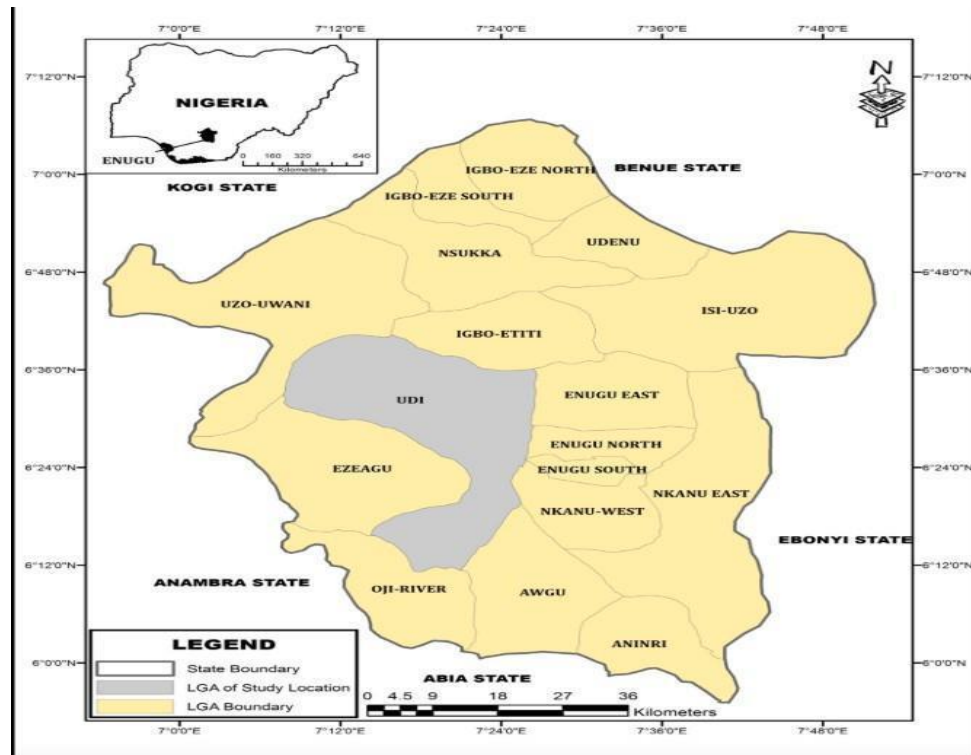 7°0'0"E 7°12'0"E 7°24'0"E 7°36'0"E 7°48'0"E
7°12'0"N 7°12'0"N
N
NIGERIA
ENUGU
0 160 320 640
Kilometers
KOGI STATE
BENUE STATE
7°0'0"N 7°0'0"N
IGBO-EZE NORTH
IGBO-EZE SOUTH
UDENU
NSUKKA
6°48'0"N 6°48'0"N
UZO-UWANI
ISI-UZO
IGBO-ETITI
6°36'0"N 6°36'0"N
UDI
ENUGU EAST
ENUGU NORTH
EZEAGU
ENUGU SOUTH
6°24'0"N 6°24'0"N
NKANU EAST
NKANU-WEST
EBONYI STATE
6°12'0"N 6°12'0"N
ANAMBRA STATE
OJI-RIVER
AWGU
ANINRI
LEGEND
State Boundary
LGA of Study Location
LGA Boundary
6°0'0"N 6°0'0"N
ABIA STATE
0 4.5 9 18 27 36
Kilometers
7°0'0"E 7°12'0"E 7°24'0"E 7°36'0"E 7°48'0"E